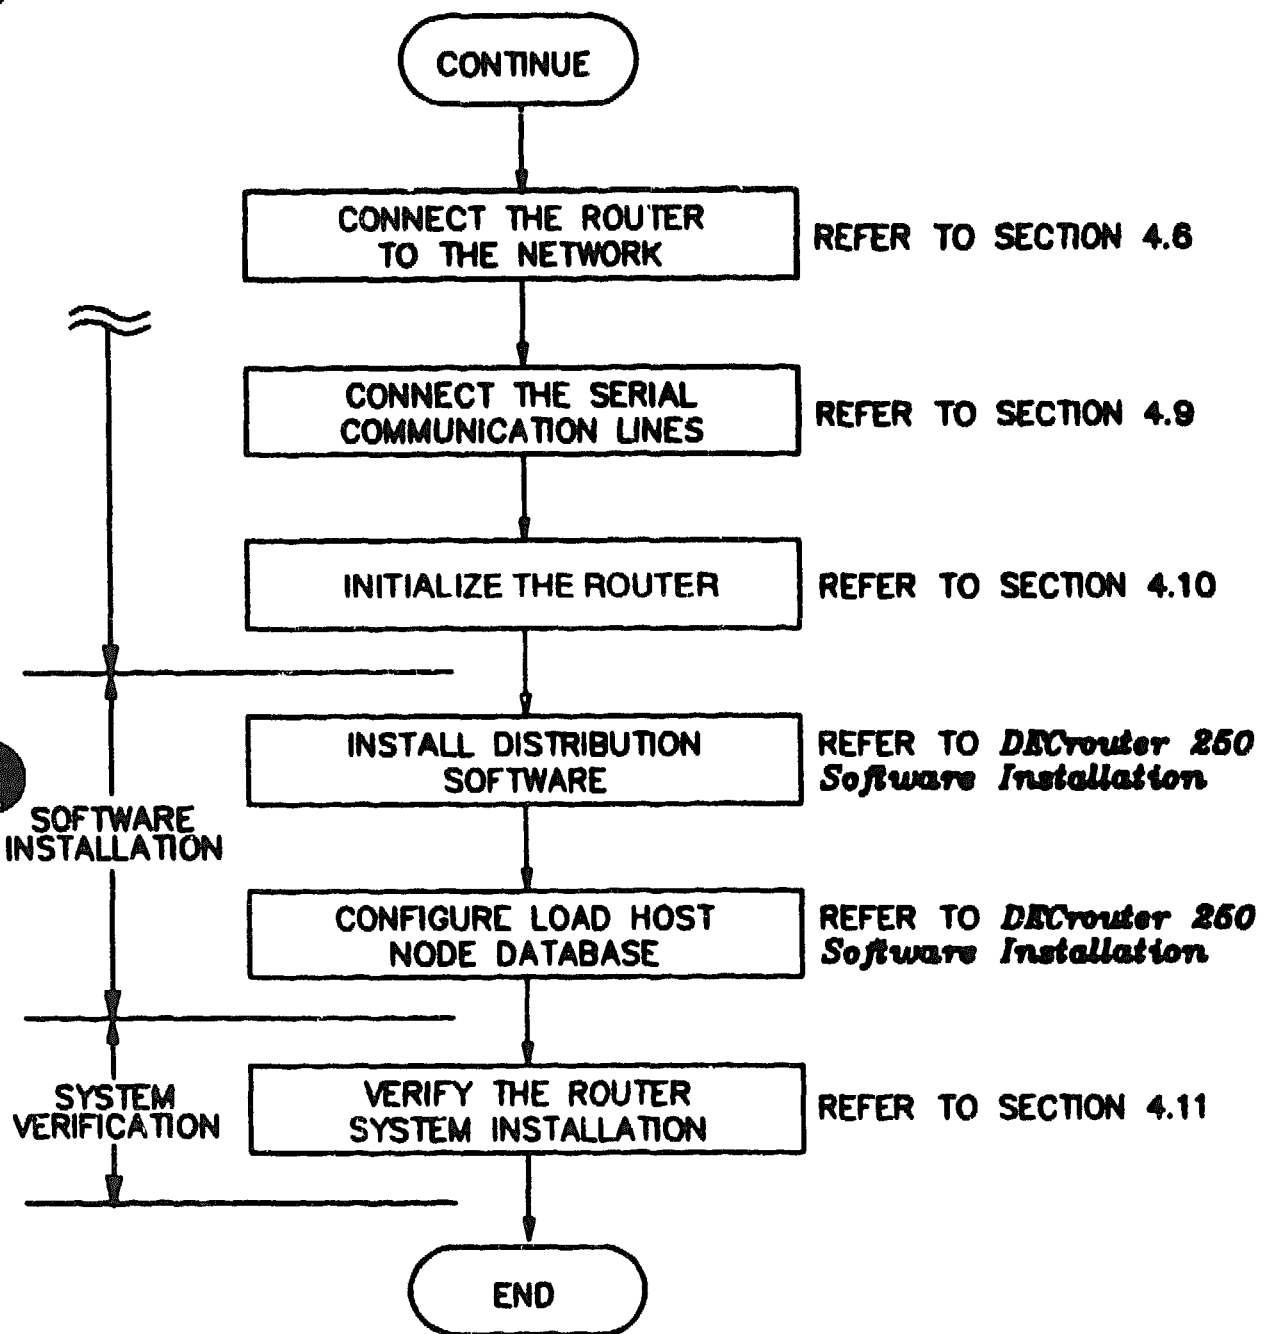 CONTINUE
CONNECT THE ROUTER
TO THE NETWORK
REFER TO SECTION 4.6
CONNECT THE SERIAL
COMMUNICATION LINES
REFER TO SECTION 4.9
INITIALIZE THE ROUTER
REFER TO SECTION 4.10
INSTALL DISTRIBUTION
SOFTWARE
REFER TO DECrouter 250
Software Installation
SOFTWARE
INSTALLATION
CONFIGURE LOAD HOST
NODE DATABASE
REFER TO DECrouter 250
Software Installation
SYSTEM
VERIFICATION
VERIFY THE ROUTER
SYSTEM INSTALLATION
REFER TO SECTION 4.11
END